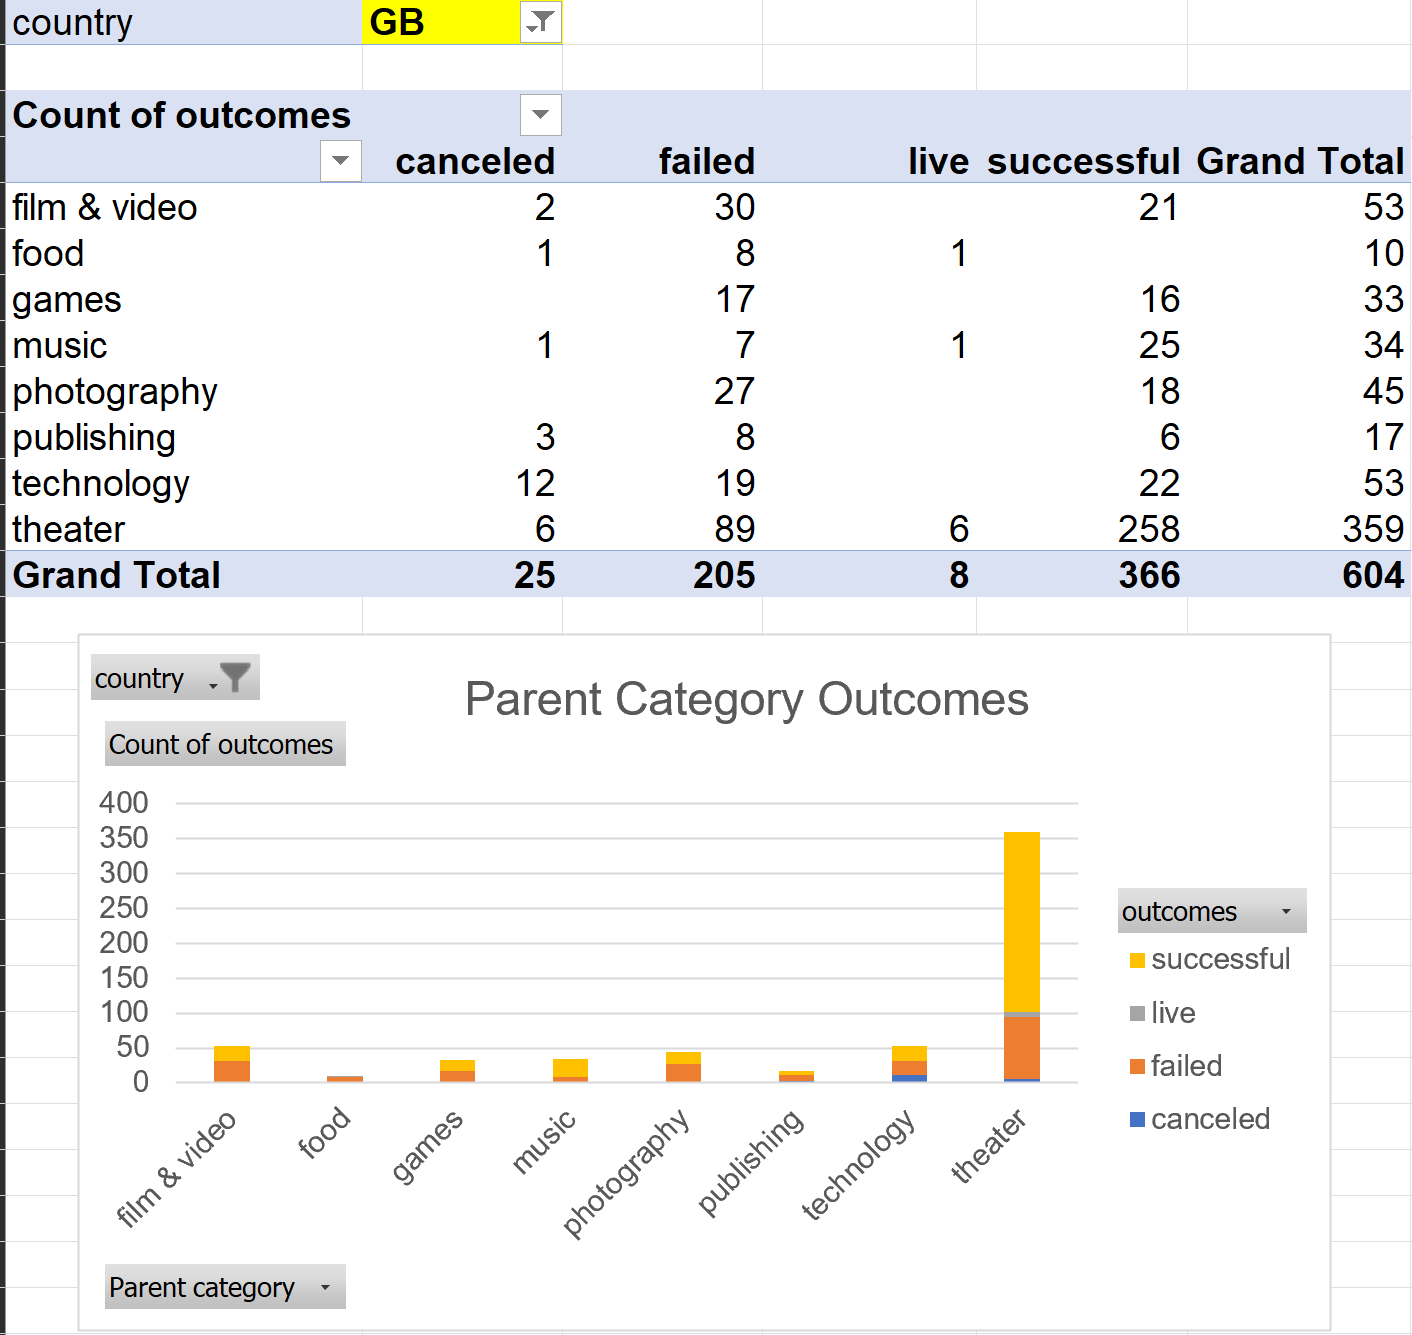 country GB
Count of outcomes
canceled failed live successful Grand Total
film & video 2 30 21 53
food 1 8 1 10
games 17 16 33
music 1 7 1 25 34
photography 27 18 45
publishing 3 8 6 17
technology 12 19 22 53
theater 6 89 6 258 359
Grand Total 25 205 8 366 604
country
Parent Category Outcomes
Count of outcomes
400
350
300
250
200
150
100
50
0
film & video
food
games
music
photography
publishing
technology
theater
outcomes
successful
live
failed
canceled
Parent category